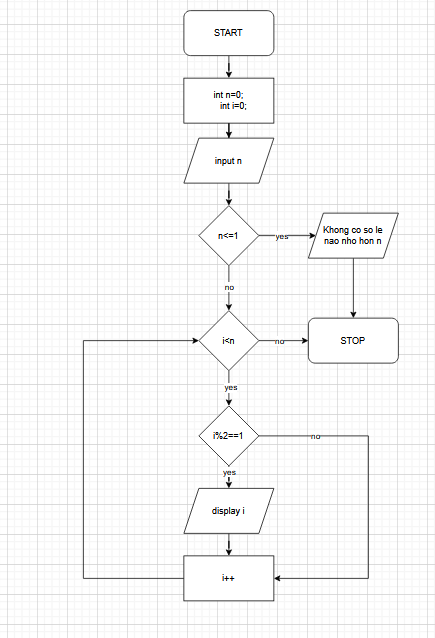 START
int n=0;
int i=0;
input n
n<=1
yes
Khong co so le
nao nho hon n
no
i<n
no
STOP
yes
i%2==1
no
yes
display i
i++